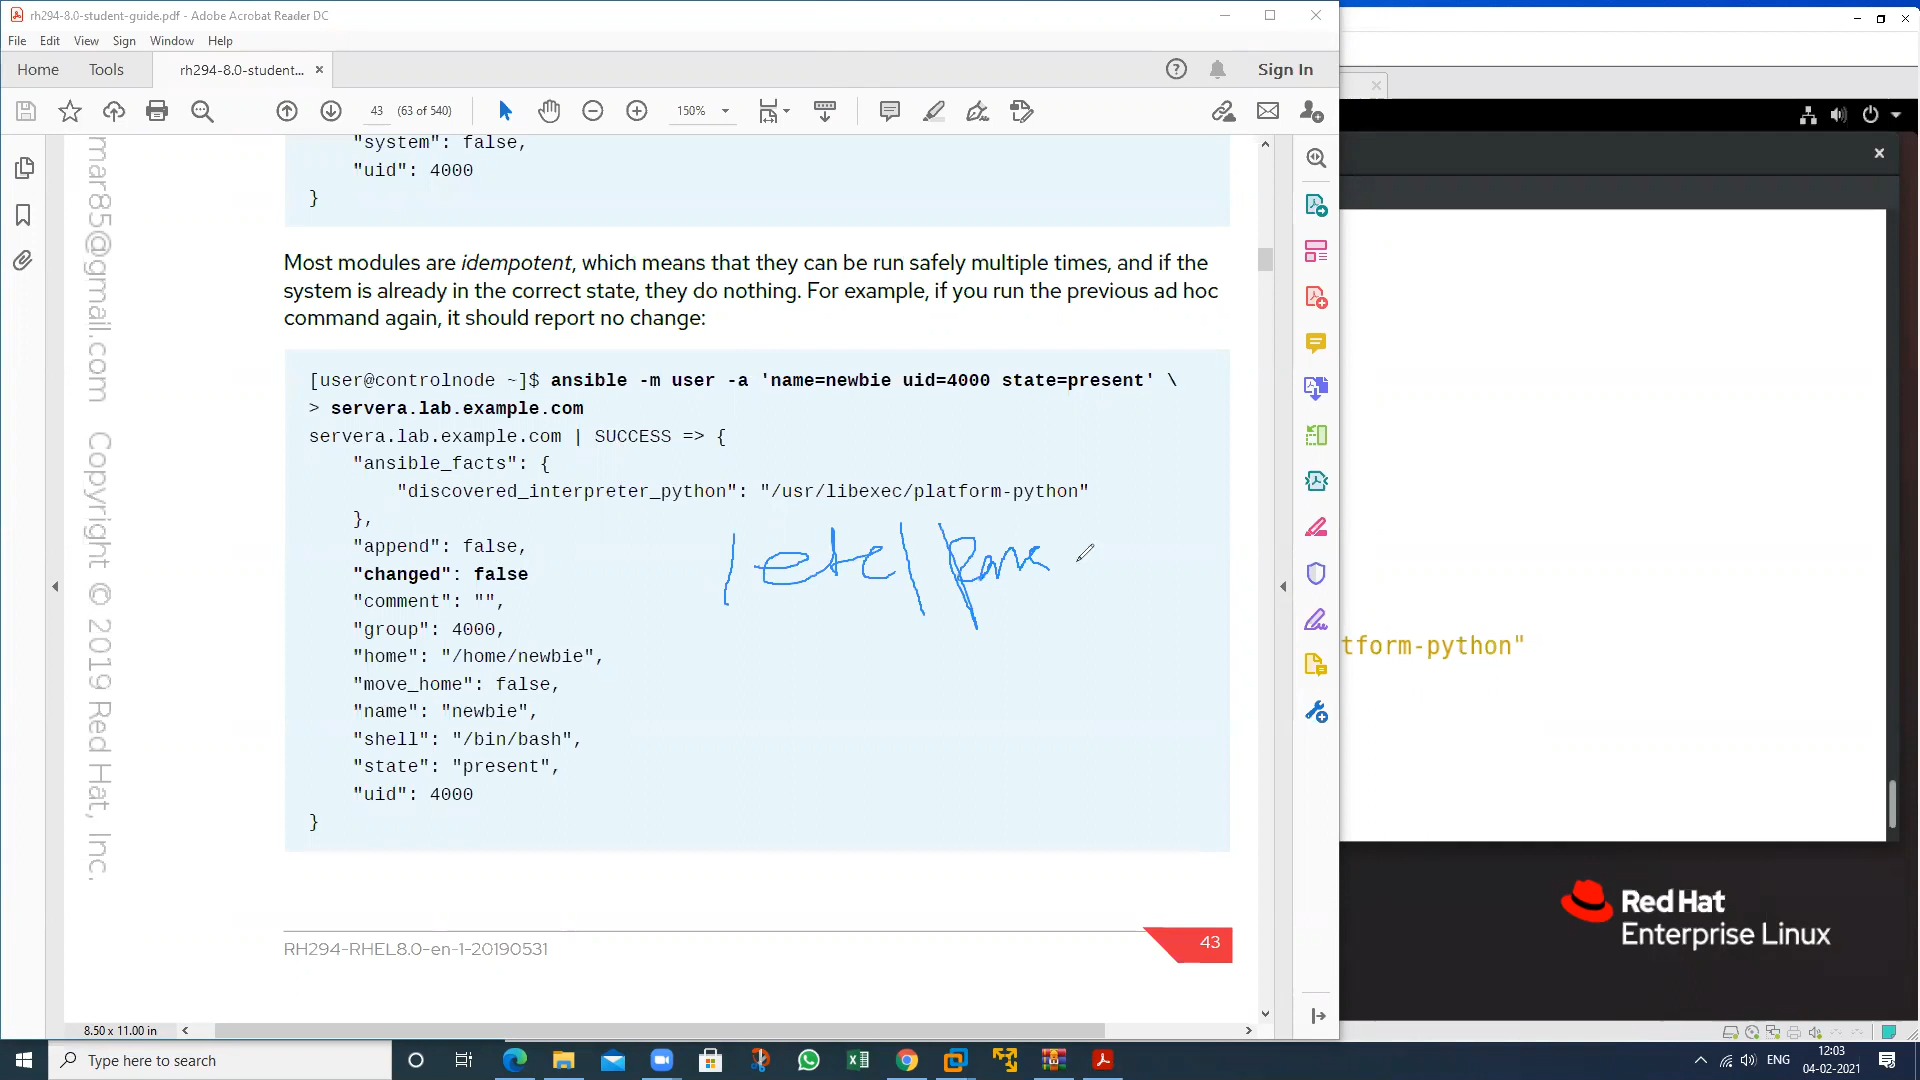 rh294-8.0-student-guide.pdf - Adobe Acrobat Reader DC
File Edit View Sign Window Help
Home Tools rh294-8.0-student... × Sign In
43 (63 of 540) 150%
"system": false,
"uid": 4000
}
Most modules are idempotent, which means that they can be run safely multiple times, and if the
system is already in the correct state, they do nothing. For example, if you run the previous ad hoc
command again, it should report no change:
[user@controlnode ~]$ ansible -m user -a 'name=newbie uid=4000 state=present' \
> servera.lab.example.com
servera.lab.example.com | SUCCESS => {
"ansible_facts": {
"discovered_interpreter_python": "/usr/libexec/platform-python"
},
"append": false,
"changed": false
"comment": "",
"group": 4000,
"home": "/home/newbie",
"move_home": false,
"name": "newbie",
"shell": "/bin/bash",
"state": "present",
"uid": 4000
}
/etc/
RH294-RHEL8.0-en-1-20190531 43
mar85@gmail.com Copyright © 2019 Red Hat, Inc.
8.50 x 11.00 in
tform-python"
Red Hat
Enterprise Linux
Type here to search
ENG
12:03
04-02-2021